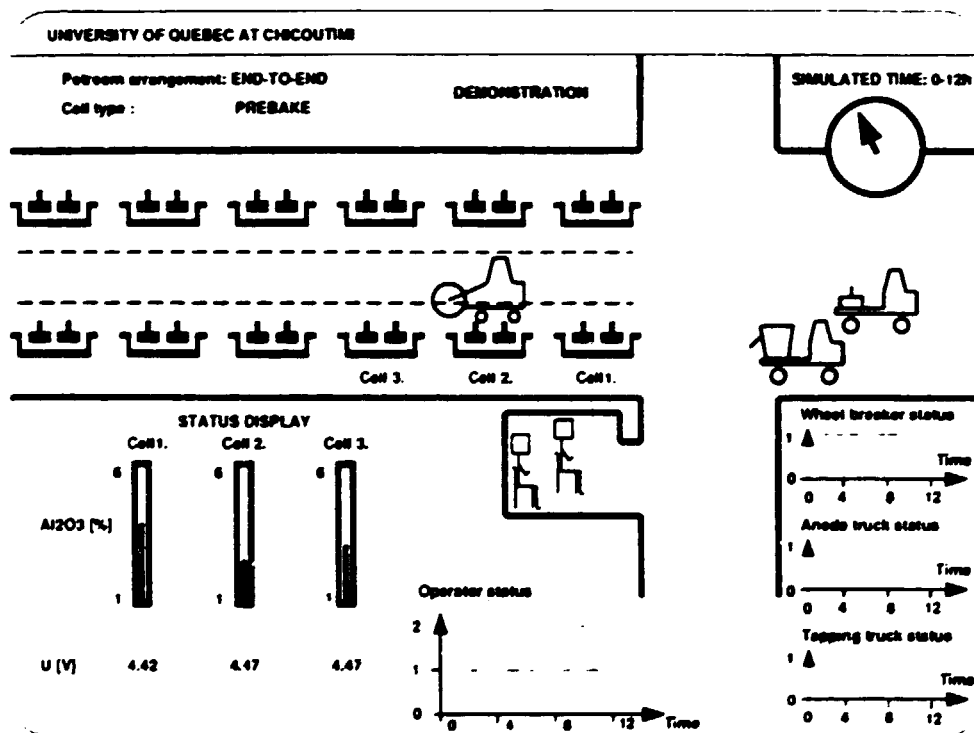 UNIVERSITY OF QUEBEC AT CHICOUTIMI
Potroom arrangement: END-TO-END
DEMONSTRATION
SIMULATED TIME: 0-12h
Cell type : PREBAKE
Cell 3. Cell 2. Cell1.
STATUS DISPLAY
Cell1. Cell 2. Cell 3.
6 6 6
Al2O3 [%]
1 1 1
U [V] 4.42 4.47 4.47
Operator status
2
1
0
0 4 8 12 Time
Wheel breaker status
1
Time
0
0 4 8 12
Anode truck status
1
Time
0
0 4 8 12
Tapping truck status
1
Time
0
0 4 8 12